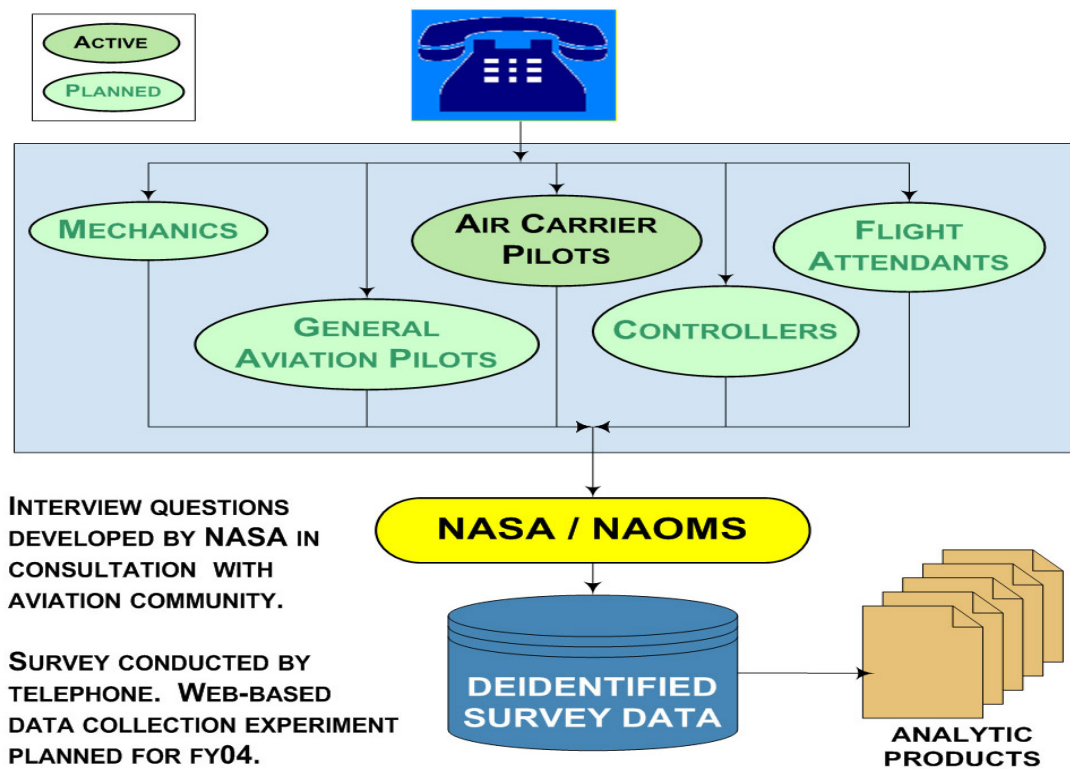 ACTIVE
PLANNED
MECHANICS
AIR CARRIER
PILOTS
FLIGHT
ATTENDANTS
GENERAL
AVIATION PILOTS
CONTROLLERS
INTERVIEW QUESTIONS
DEVELOPED BY NASA IN
CONSULTATION WITH
AVIATION COMMUNITY.
SURVEY CONDUCTED BY
TELEPHONE. WEB-BASED
DATA COLLECTION EXPERIMENT
PLANNED FOR FY04.
NASA / NAOMS
DEIDENTIFIED
SURVEY DATA
ANALYTIC
PRODUCTS